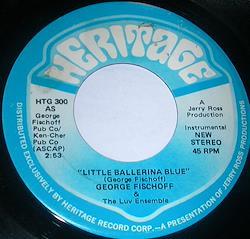 HERITAGE
HTG 300
AS
George
Fischoff
Pub Co/
Ken-Cher
Pub Co
(ASCAP)
2:53
A
Jerry Ross
Production
Instrumental
NEW
STEREO
45 RPM
"LITTLE BALLERINA BLUE"
(George Fischoff)
GEORGE FISCHOFF
&
The Luv Ensemble
DISTRIBUTED EXCLUSIVELY BY HERITAGE RECORD CORP.—A PRESENTATION OF JERRY ROSS PRODUCTIONS